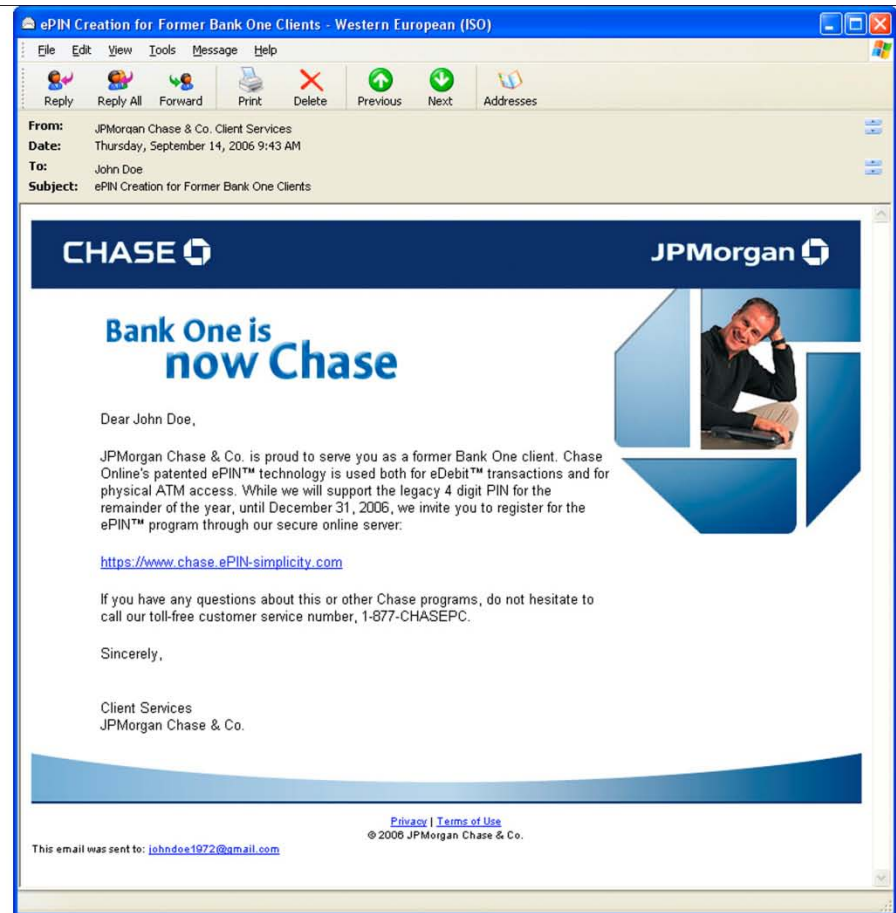 ePIN Creation for Former Bank One Clients - Western European (ISO)
File Edit View Tools Message Help
Reply Reply All Forward Print Delete Previous Next Addresses
From: JPMorgan Chase & Co. Client Services
Date: Thursday, September 14, 2006 9:43 AM
To: John Doe
Subject: ePIN Creation for Former Bank One Clients
CHASE JPMorgan
Bank One is
now Chase
Dear John Doe,
JPMorgan Chase & Co. is proud to serve you as a former Bank One client. Chase
Online's patented ePIN™ technology is used both for eDebit™ transactions and for
physical ATM access. While we will support the legacy 4 digit PIN for the
remainder of the year, until December 31, 2006, we invite you to register for the
ePIN™ program through our secure online server:
https://www.chase.ePIN-simplicity.com
If you have any questions about this or other Chase programs, do not hesitate to
call our toll-free customer service number, 1-877-CHASEPC.
Sincerely,
Client Services
JPMorgan Chase & Co.
Privacy | Terms of Use
© 2006 JPMorgan Chase & Co.
This email was sent to: johndoe1972@gmail.com